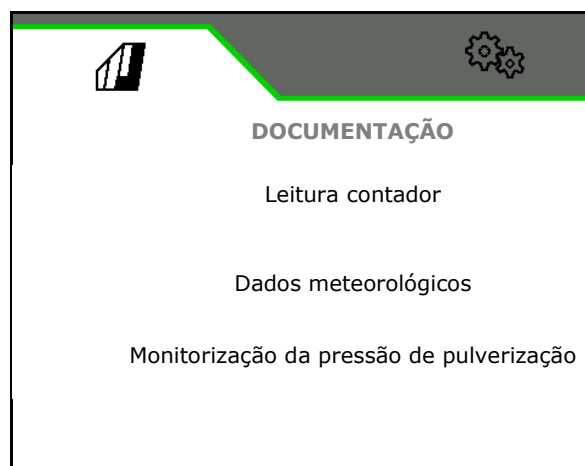 DOCUMENTAÇÃO
Leitura contador
Dados meteorológicos
Monitorização da pressão de pulverização